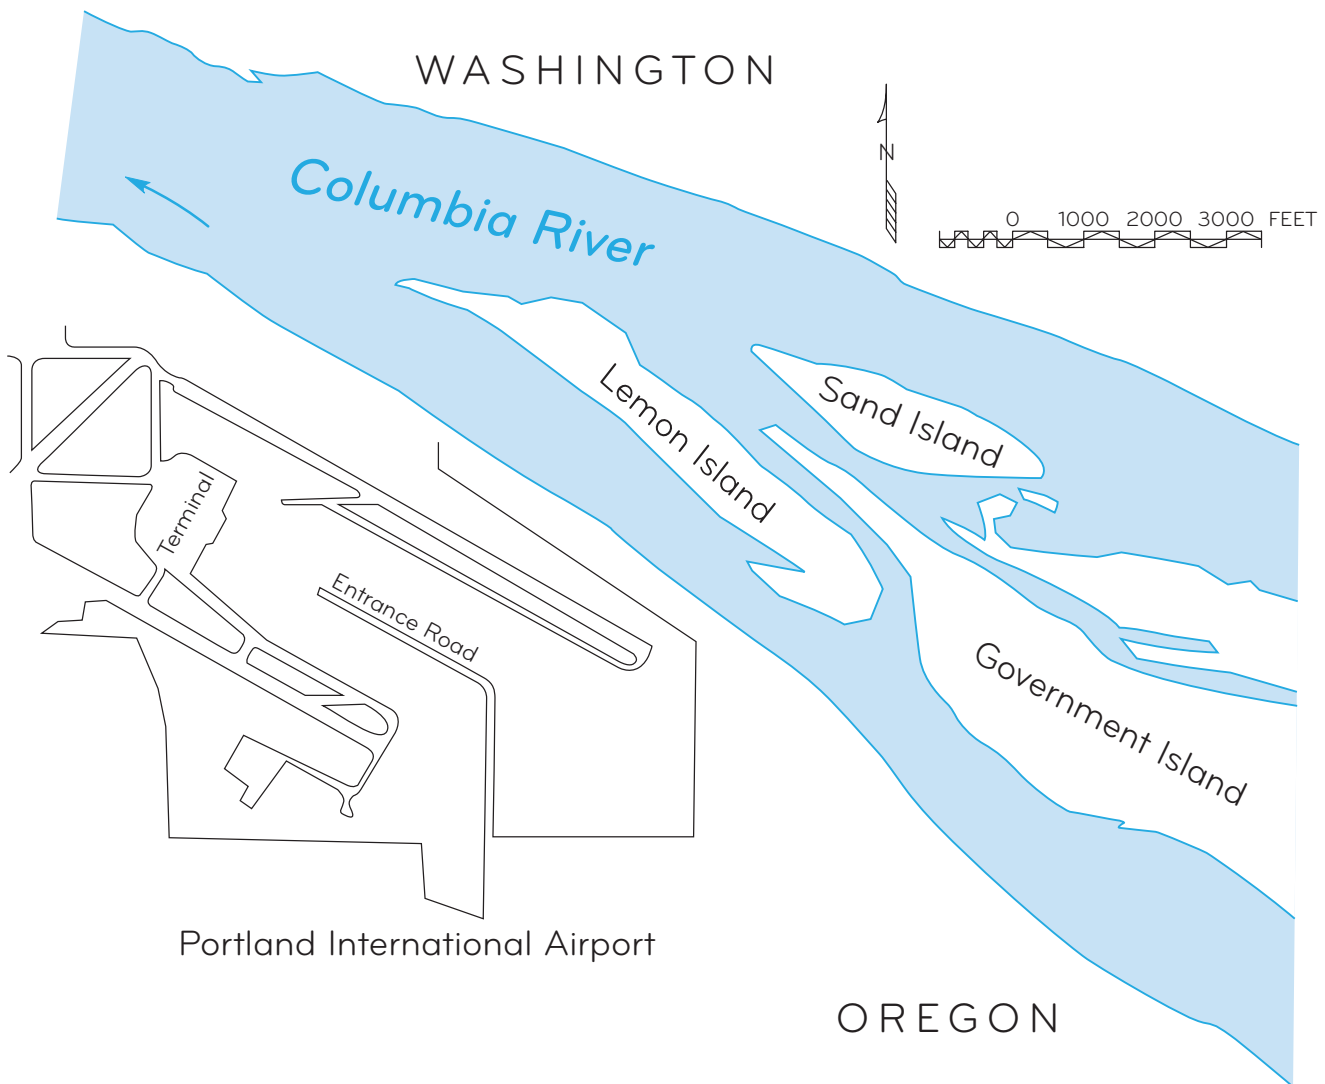 WASHINGTON
N
0 1000 2000 3000 FEET
Columbia River
Sand Island
Lemon Island
Terminal
Entrance Road
Government Island
Portland International Airport
OREGON